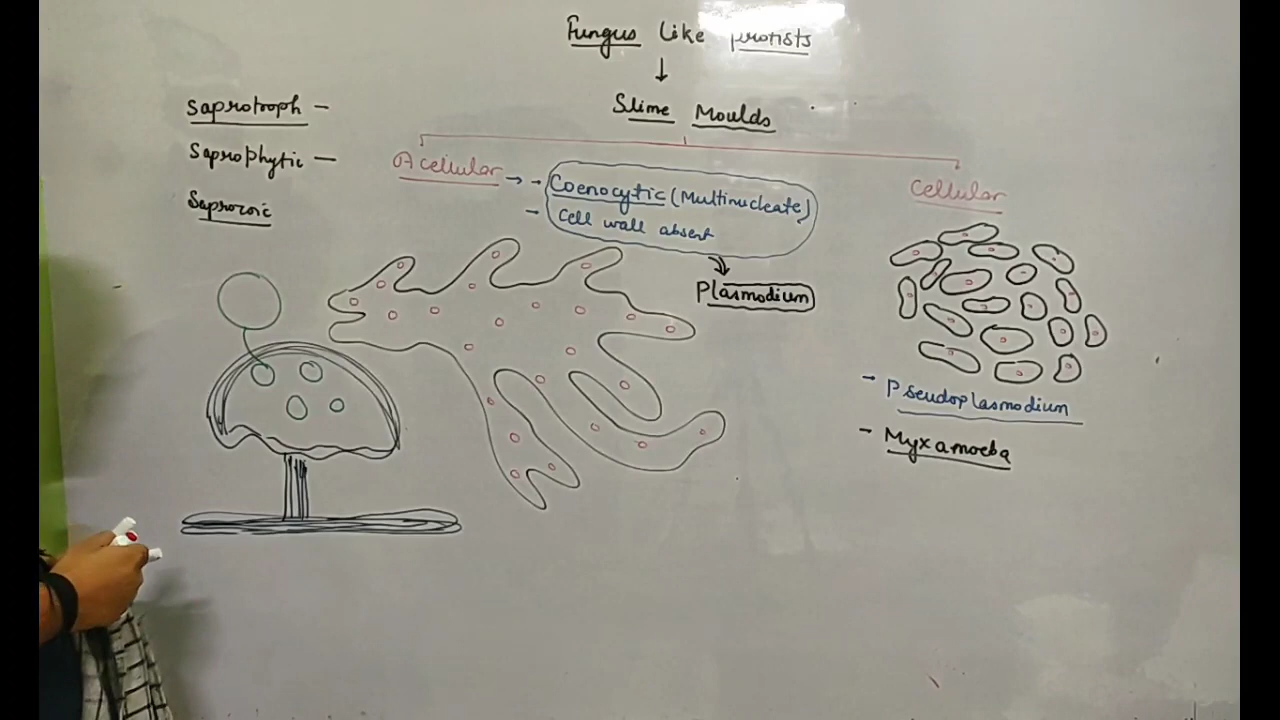 Fungus like protists
↓
Slime Moulds
Saprotroph -
Saprophytic -
Saprozoic
Acellular → - Coenocytic (Multinucleate)
- Cell wall absent
Plasmodium
Cellular
- Pseudoplasmodium
- Myxamoeba